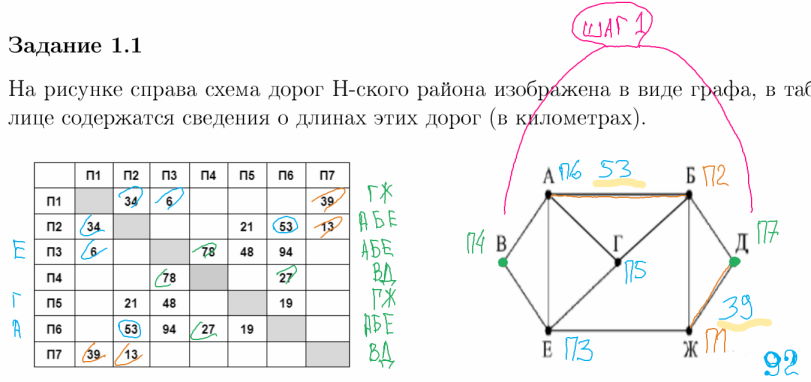 ШАГ 1
Задание 1.1
На рисунке справа схема дорог Н-ского района изображена в виде графа, в таб
лице содержатся сведения о длинах этих дорог (в километрах).
П1 П2 П3 П4 П5 П6 П7
П1 34 6 39 ГЖ
П2 34 21 53 13 АБЕ
Е П3 6 78 48 94 АБЕ
П4 78 27 ВД
Г П5 21 48 19 ГЖ
А П6 53 94 27 19 АБЕ
П7 39 13 ВД
А П6 53 Б П2
П4 В Г Д П7
П5
39
Е П3 Ж П1
92